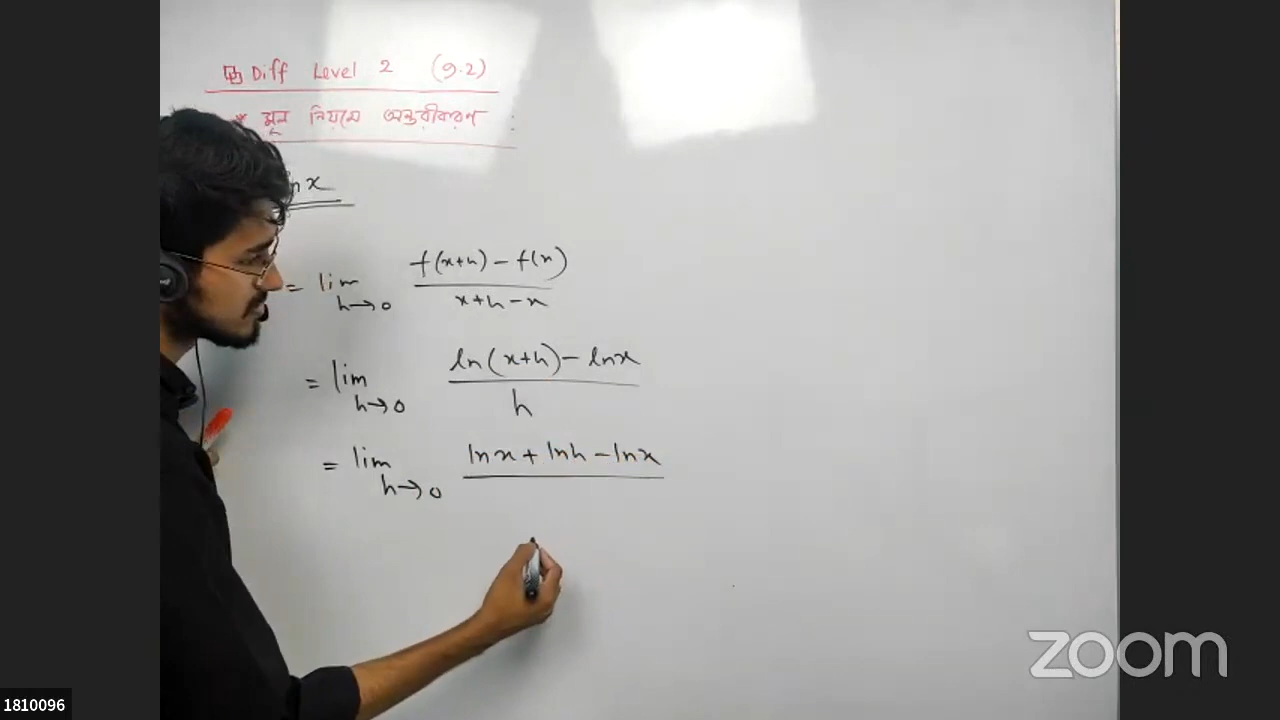 Diff Level 2 (9.2)
* মূল নিয়মে অন্তরীকরণ :
ln x
= lim h→0 f(x+h) - f(x) / x+h-x
= lim h→0 ln(x+h) - lnx / h
= lim h→0 lnx + lnh - lnx
zoom
1810096